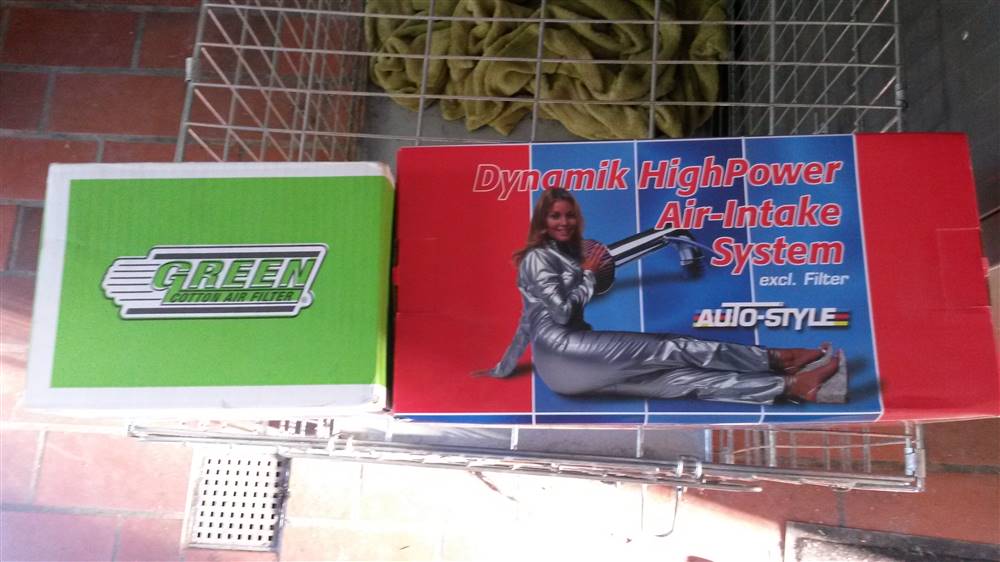 GREEN
COTTON AIR FILTER
®
Dynamik HighPower
Air-Intake
System
excl. Filter
AUTO-STYLE